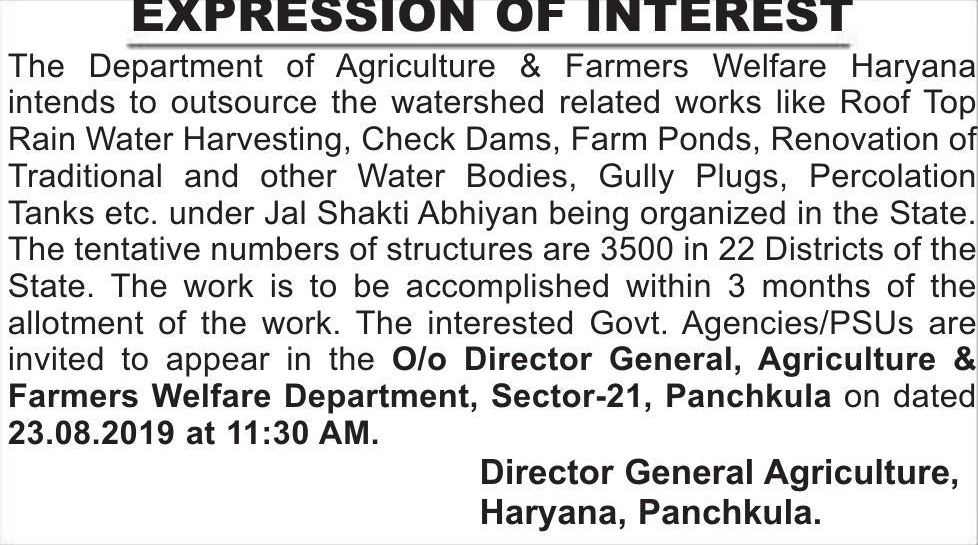 EXPRESSION OF INTEREST
The Department of Agriculture & Farmers Welfare Haryana
intends to outsource the watershed related works like Roof Top
Rain Water Harvesting, Check Dams, Farm Ponds, Renovation of
Traditional and other Water Bodies, Gully Plugs, Percolation
Tanks etc. under Jal Shakti Abhiyan being organized in the State.
The tentative numbers of structures are 3500 in 22 Districts of the
State. The work is to be accomplished within 3 months of the
allotment of the work. The interested Govt. Agencies/PSUs are
invited to appear in the O/o Director General, Agriculture &
Farmers Welfare Department, Sector-21, Panchkula on dated
23.08.2019 at 11:30 AM.
Director General Agriculture,
Haryana, Panchkula.